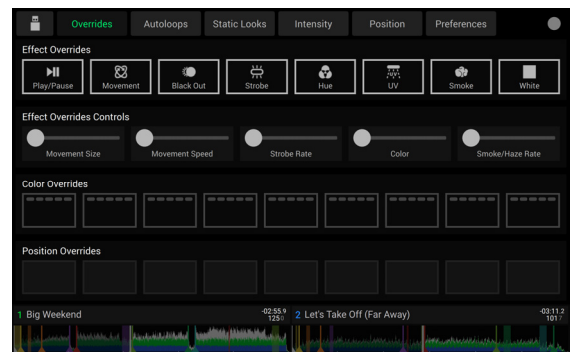 Overrides Autoloops Static Looks Intensity Position Preferences
Effect Overrides
Play/Pause Movement Black Out Strobe Hue UV Smoke White
Effect Overrides Controls
Movement Size Movement Speed Strobe Rate Color Smoke/Haze Rate
Color Overrides
Position Overrides
1 Big Weekend -02:55.9 2 Let's Take Off (Far Away) -03:11.2
125.0 101.7